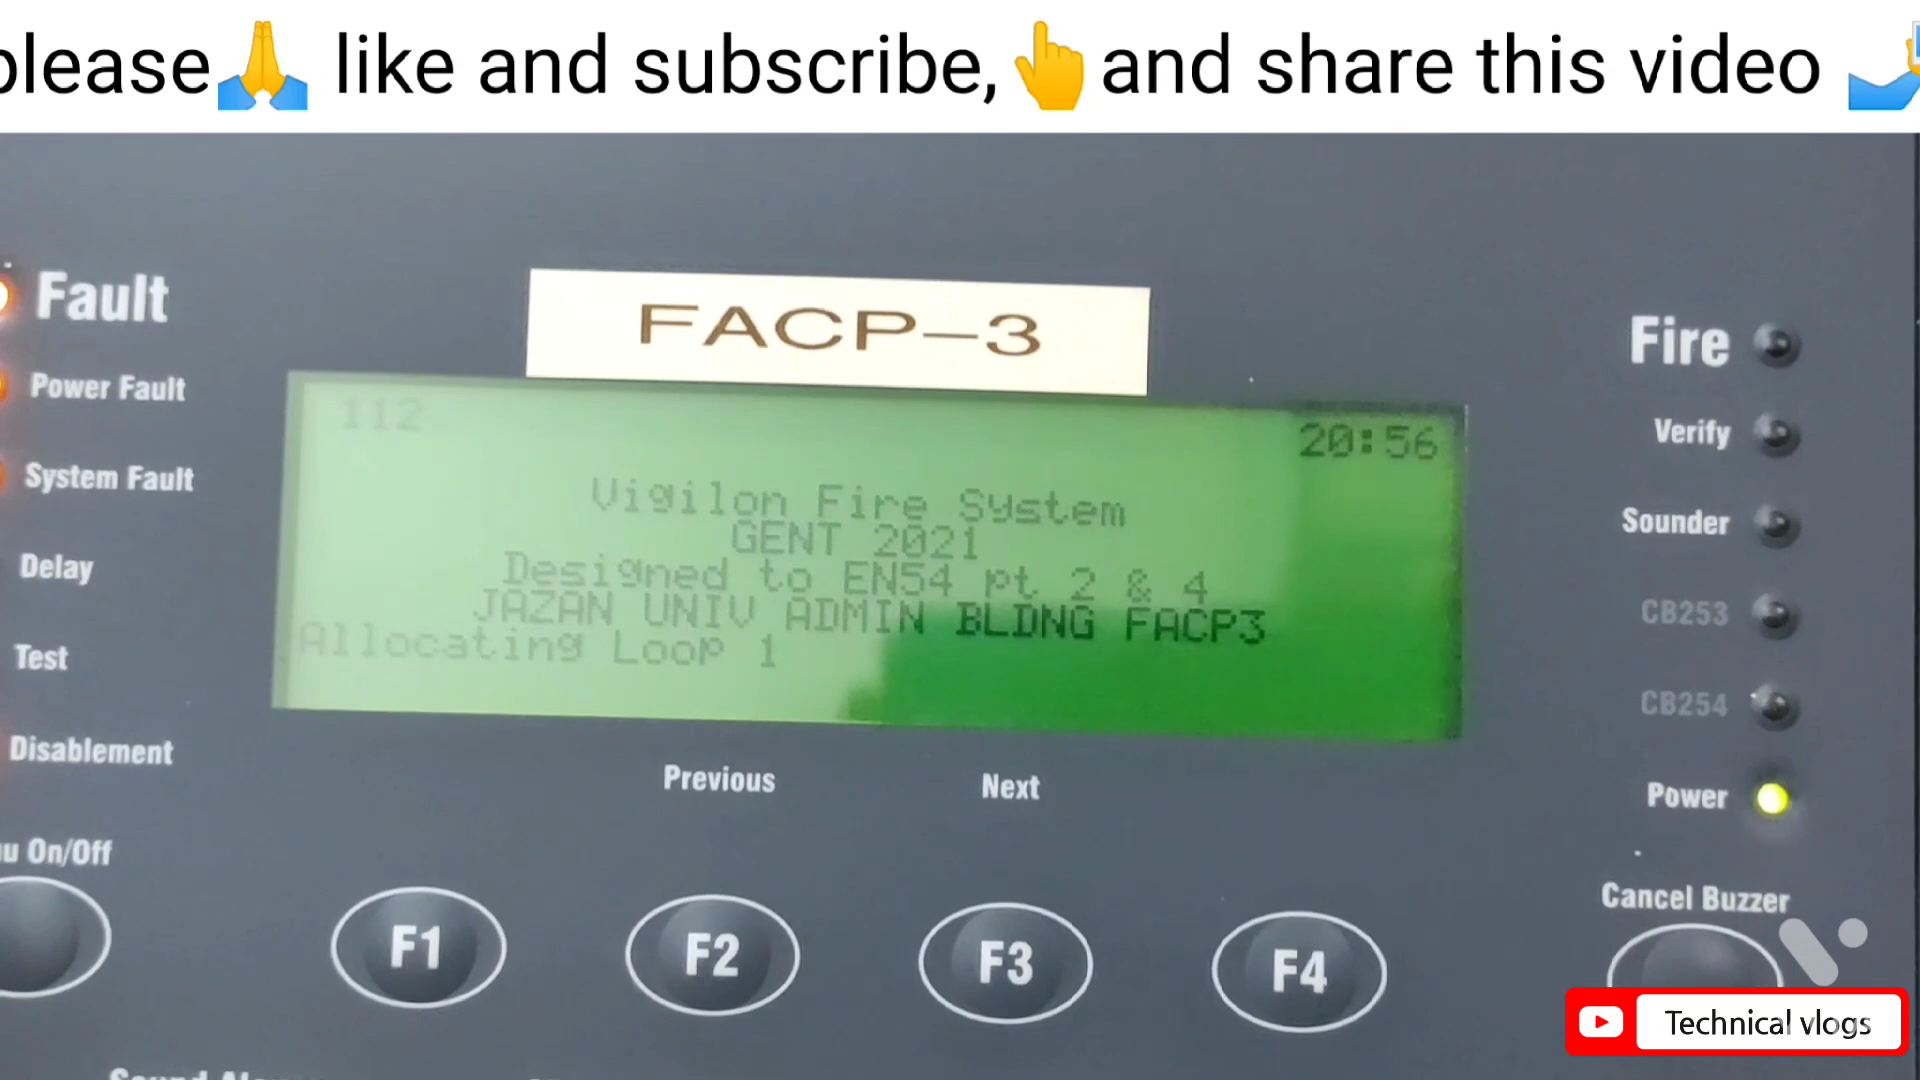 please🙏 like and subscribe,👆and share this video
Fault
FACP-3
Fire
Power Fault
112
20:56
Verify
System Fault
Vigilon Fire System
GENT 2021
Sounder
Delay
Designed to EN54 pt 2 & 4
JAZAN UNIV ADMIN BLDNG FACP3
CB253
Test
Allocating Loop 1
CB254
Disablement
Previous
Next
Power
On/Off
Cancel Buzzer
F1
F2
F3
F4
Technical vlogs